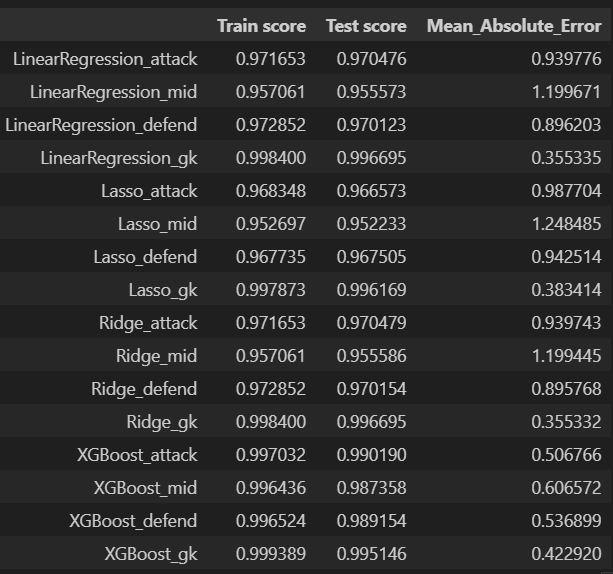 Train score Test score Mean_Absolute_Error
LinearRegression_attack 0.971653 0.970476 0.939776
LinearRegression_mid 0.957061 0.955573 1.199671
LinearRegression_defend 0.972852 0.970123 0.896203
LinearRegression_gk 0.998400 0.996695 0.355335
Lasso_attack 0.968348 0.966573 0.987704
Lasso_mid 0.952697 0.952233 1.248485
Lasso_defend 0.967735 0.967505 0.942514
Lasso_gk 0.997873 0.996169 0.383414
Ridge_attack 0.971653 0.970479 0.939743
Ridge_mid 0.957061 0.955586 1.199445
Ridge_defend 0.972852 0.970154 0.895768
Ridge_gk 0.998400 0.996695 0.355332
XGBoost_attack 0.997032 0.990190 0.506766
XGBoost_mid 0.996436 0.987358 0.606572
XGBoost_defend 0.996524 0.989154 0.536899
XGBoost_gk 0.999389 0.995146 0.422920